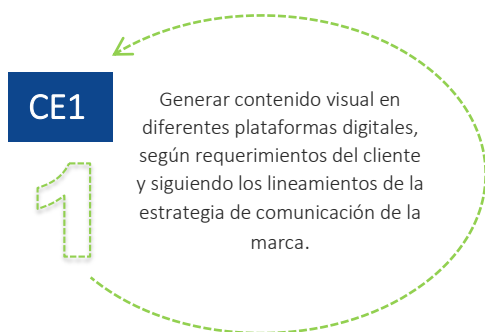 CE1
1
Generar contenido visual en
diferentes plataformas digitales,
según requerimientos del cliente
y siguiendo los lineamientos de la
estrategia de comunicación de la
marca.